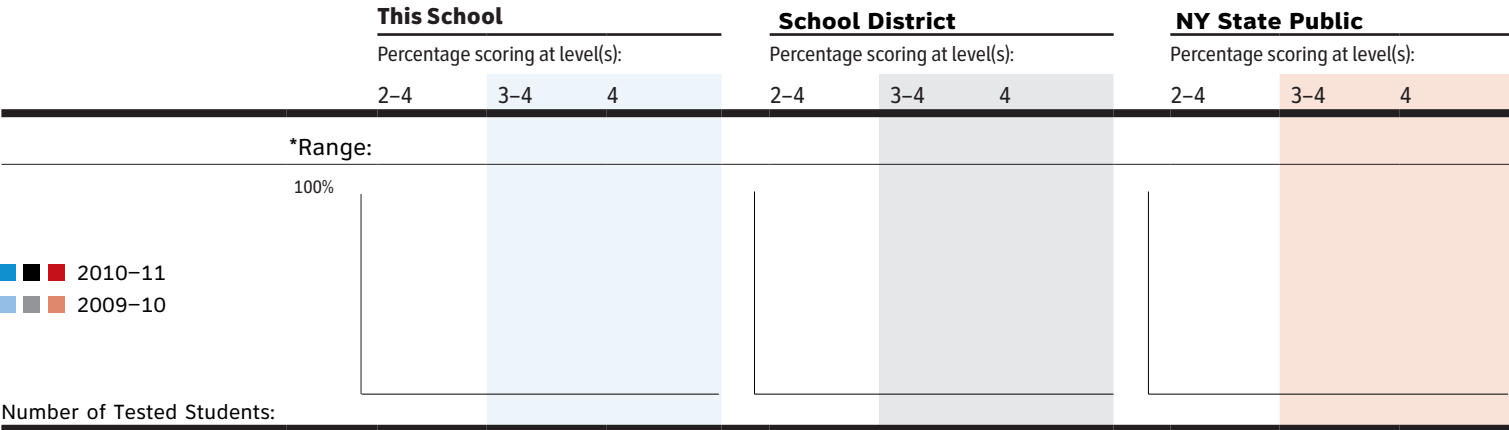 This School School District NY State Public
Percentage scoring at level(s): Percentage scoring at level(s): Percentage scoring at level(s):
2–4 3–4 4 2–4 3–4 4 2–4 3–4 4
*Range:
100%
2010–11
2009–10
Number of Tested Students: